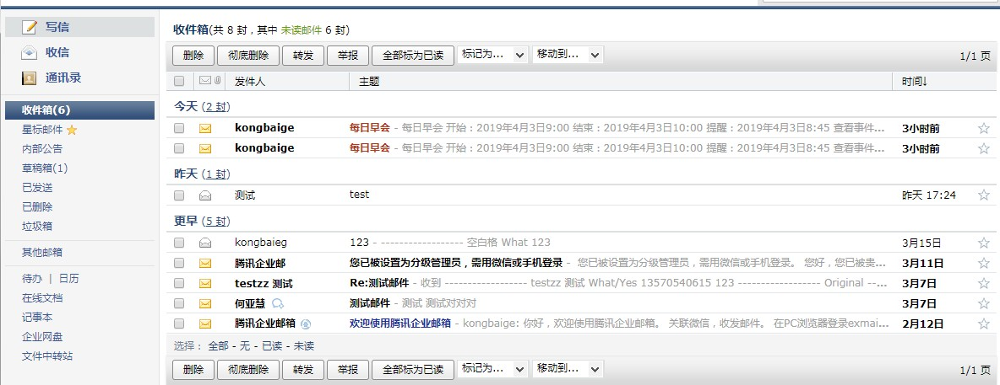 写信
收信
通讯录
收件箱(6)
星标邮件
内部公告
草稿箱(1)
已发送
已删除
垃圾箱
其他邮箱
待办 | 日历
在线文档
记事本
企业网盘
文件中转站
收件箱(共 8 封，其中 未读邮件 6 封)
删除 彻底删除 转发 举报 全部标为已读 标记为... 移动到... 1/1 页
发件人 主题 时间↓
今天 (2 封)
kongbaige 每日早会 - 每日早会 开始：2019年4月3日9:00 结束：2019年4月3日10:00 提醒：2019年4月3日8:45 查看事件... 3小时前
kongbaige 每日早会 - 每日早会 开始：2019年4月3日9:00 结束：2019年4月3日10:00 提醒：2019年4月3日8:45 查看事件... 3小时前
昨天 (1 封)
测试 test 昨天 17:24
更早 (5 封)
kongbaieg 123 - ------------------ 空白格 What 123 3月15日
腾讯企业邮 您已被设置为分级管理员，需用微信或手机登录 - 您已被设置为分级管理员，需用微信或手机登录。 您好，您已被贵... 3月11日
testzz 测试 Re:测试邮件 - 收到 ------------------ testzz 测试 What/Yes 13570540615 123 ------------------ Original --... 3月7日
何亚慧 测试邮件 - 测试 测试对对对 3月7日
腾讯企业邮箱 欢迎使用腾讯企业邮箱 - kongbaige: 你好，欢迎使用腾讯企业邮箱。 关联微信，收发邮件。 在PC浏览器登录exmai... 2月12日
选择： 全部 - 无 - 已读 - 未读
删除 彻底删除 转发 举报 全部标为已读 标记为... 移动到... 1/1 页